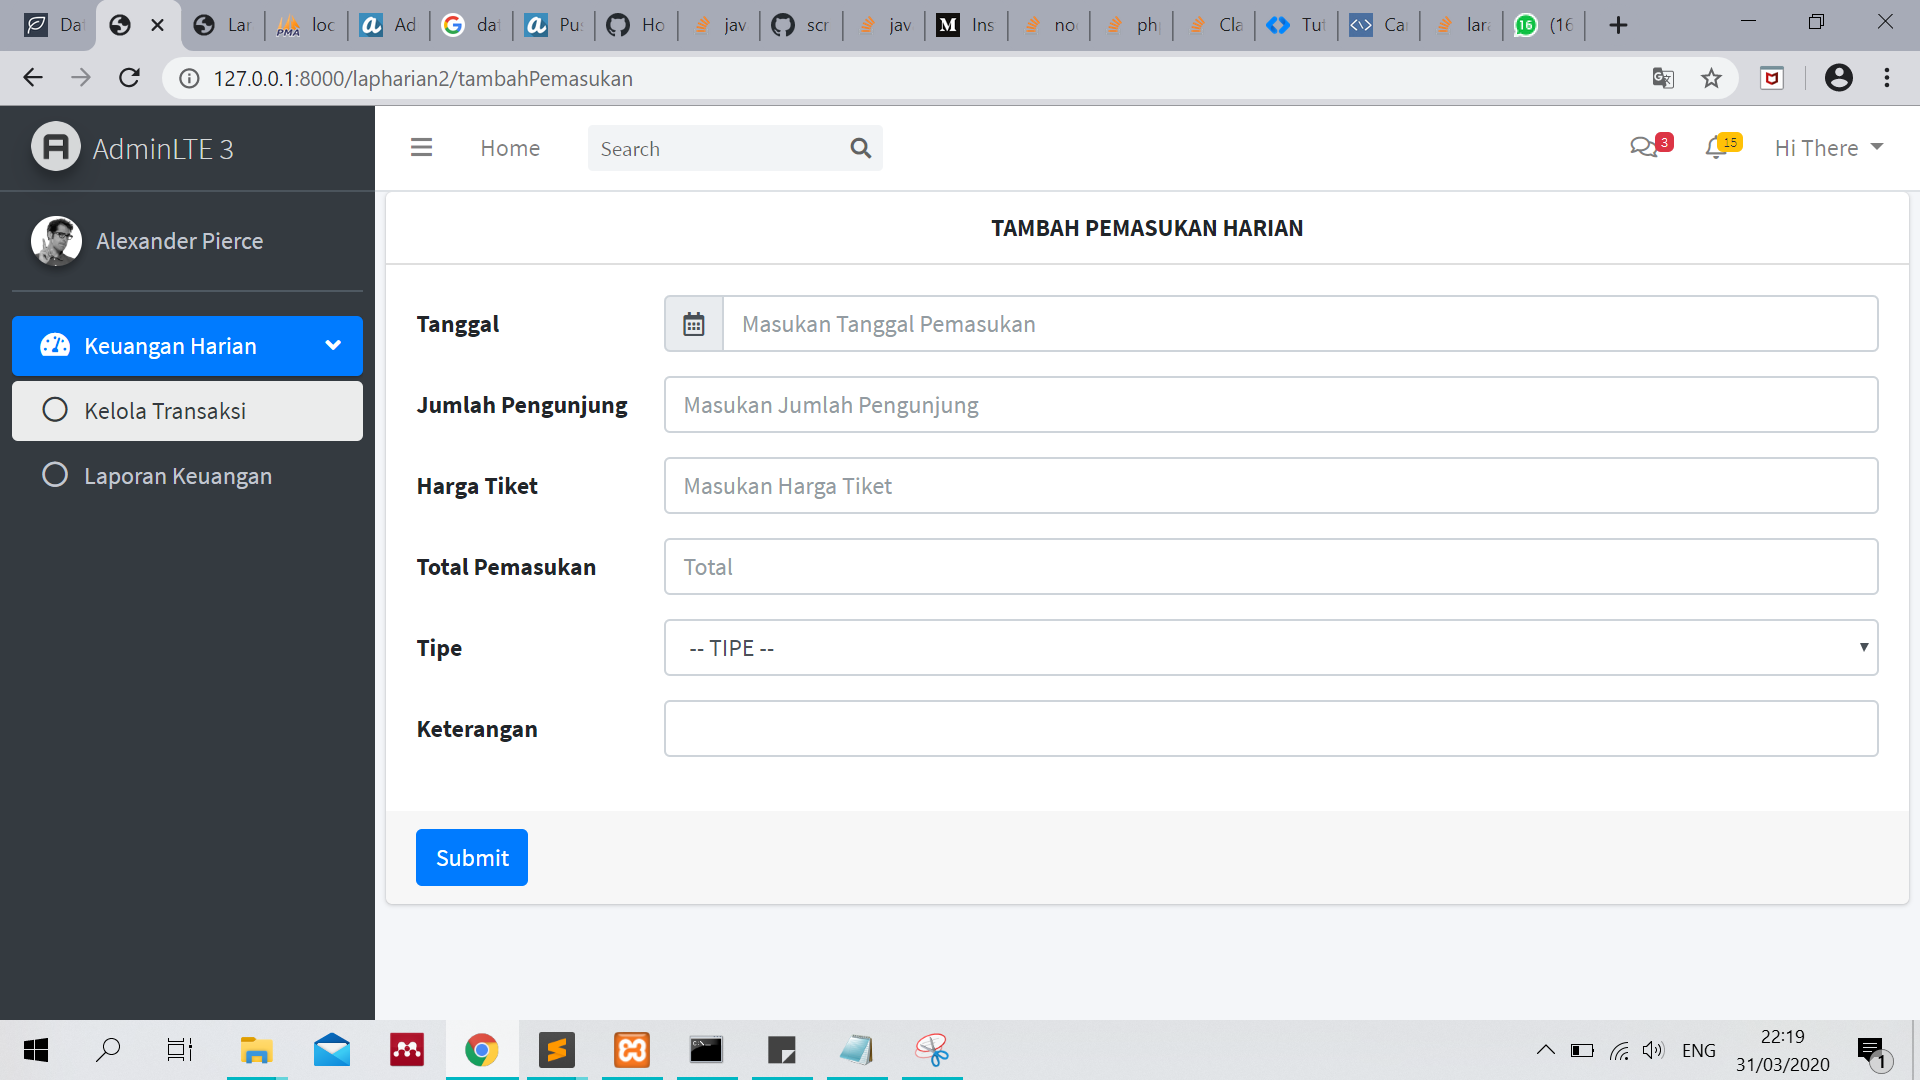 Da
Lar
loc
Ad
dat
Pu
Ho
jav
scr
jav
Ins
no
ph
Cla
Tut
Ca
lar
(16
127.0.0.1:8000/lapharian2/tambahPemasukan
AdminLTE 3
Home
Search
3
15
Hi There
Alexander Pierce
Keuangan Harian
Kelola Transaksi
Laporan Keuangan
TAMBAH PEMASUKAN HARIAN
Tanggal
Masukan Tanggal Pemasukan
Jumlah Pengunjung
Masukan Jumlah Pengunjung
Harga Tiket
Masukan Harga Tiket
Total Pemasukan
Total
Tipe
-- TIPE --
Keterangan
Submit
ENG
22:19
31/03/2020
1